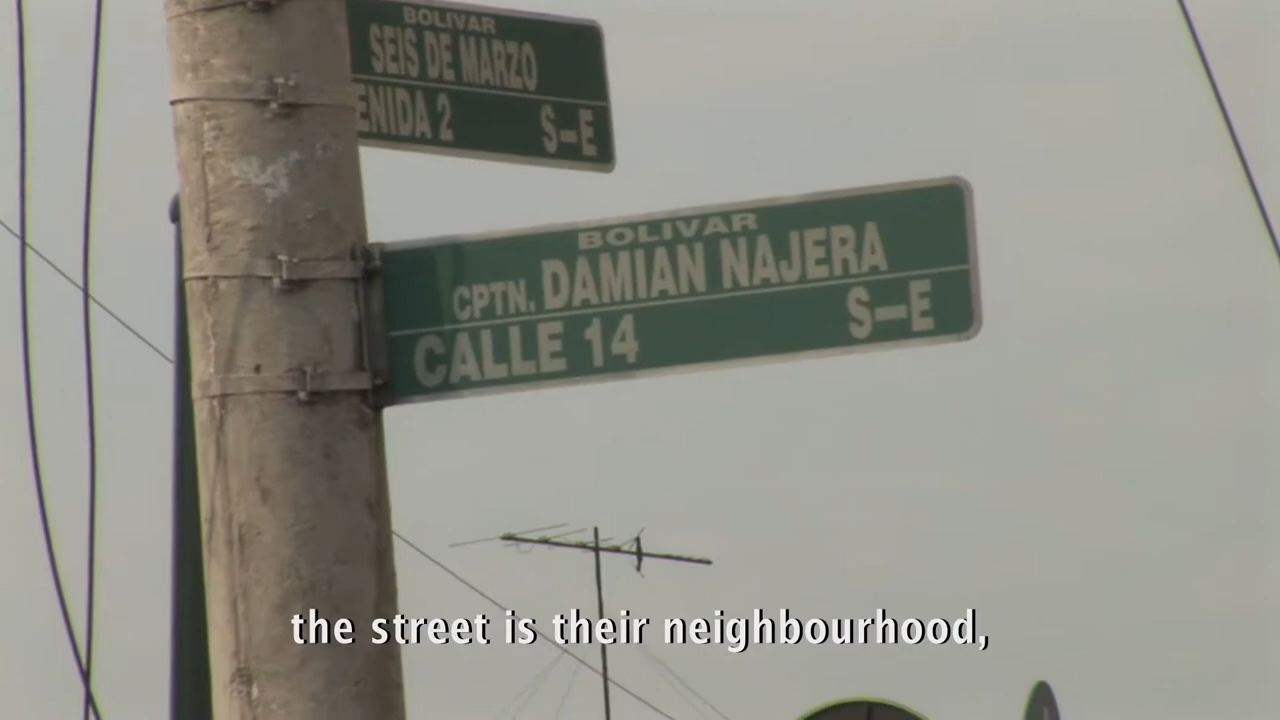 BOLIVAR
SEIS DE MARZO
ENIDA 2 S-E
BOLIVAR
CPTN. DAMIAN NAJERA
CALLE 14 S-E
the street is their neighbourhood,